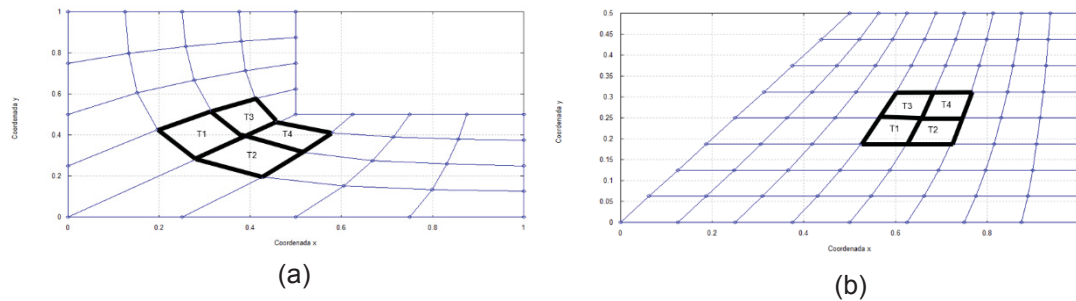 1
0.8
0.6
0.4
0.2
0
Coordenada y
T1
T3
T4
T2
0 0.2 0.4 0.6 0.8 1
Coordenada x
(a)
0.5
0.45
0.4
0.35
0.3
0.25
0.2
0.15
0.1
0.05
0
Coordenada y
T3 T4
T1 T2
0 0.2 0.4 0.6 0.8
Coordenada x
(b)